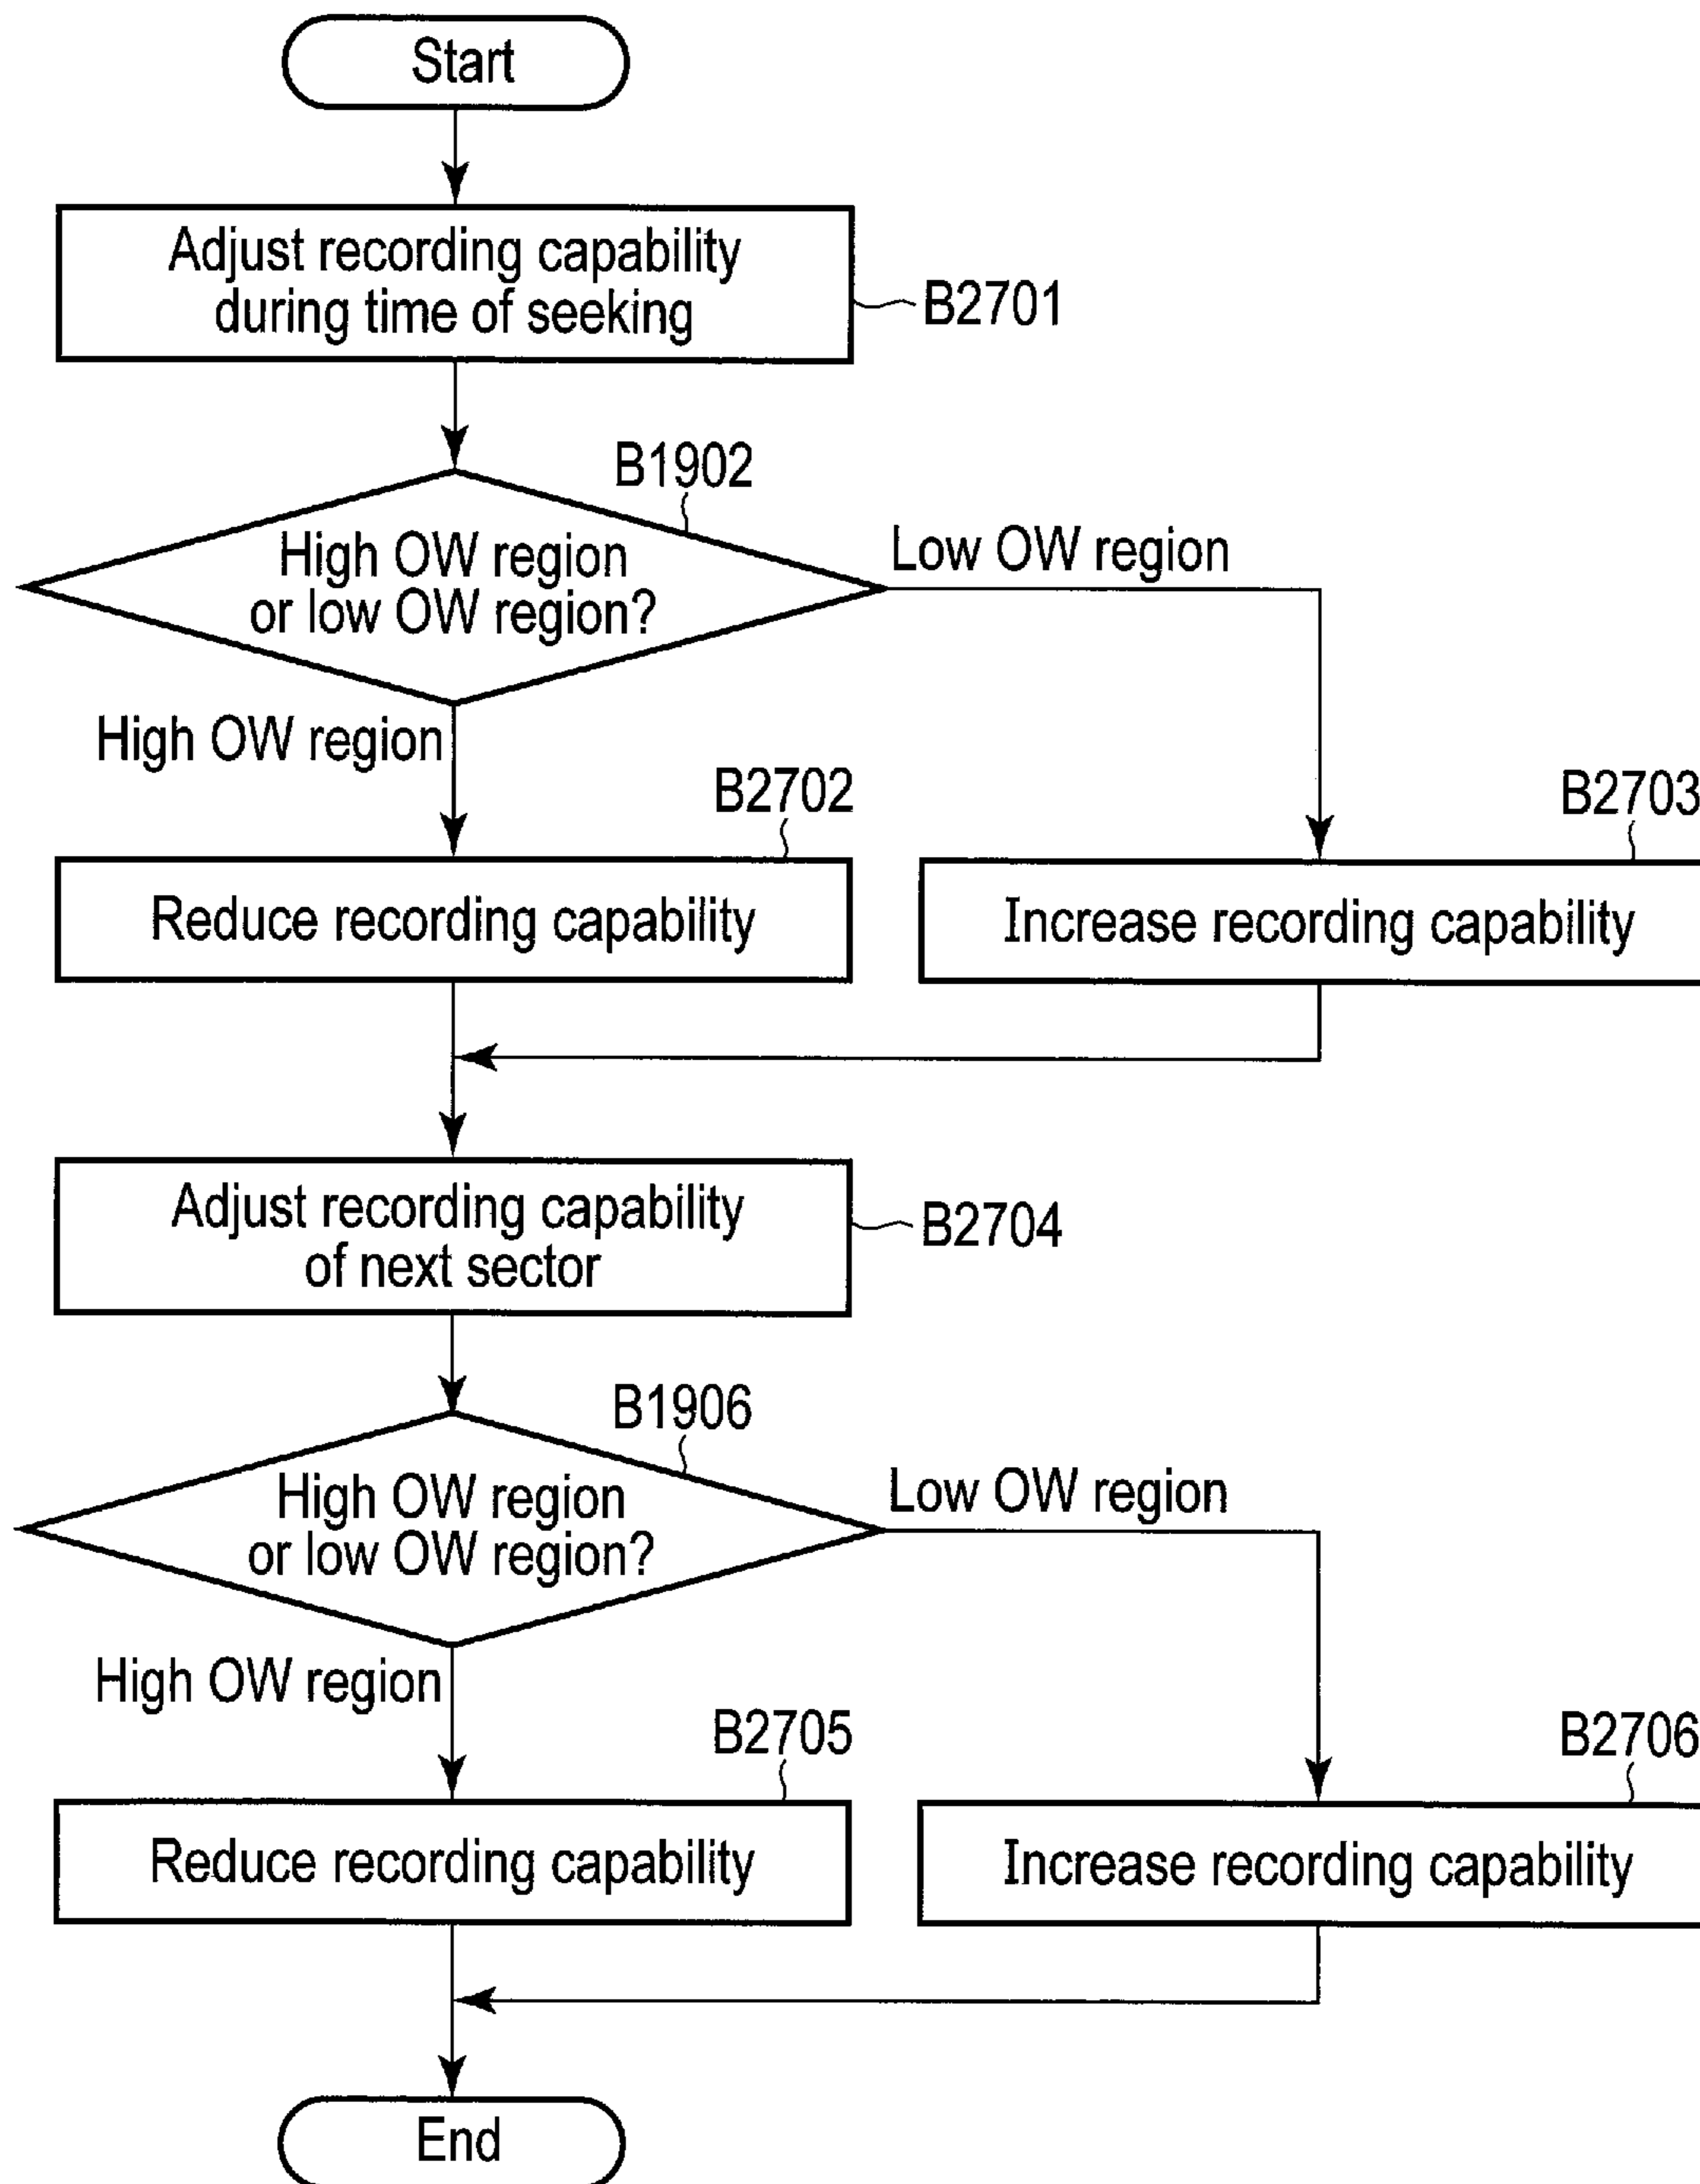 Start
Adjust recording capability
during time of seeking
B2701
B1902
High OW region
or low OW region?
Low OW region
High OW region
B2702
B2703
Reduce recording capability
Increase recording capability
Adjust recording capability
of next sector
B2704
B1906
High OW region
or low OW region?
Low OW region
High OW region
B2705
B2706
Reduce recording capability
Increase recording capability
End